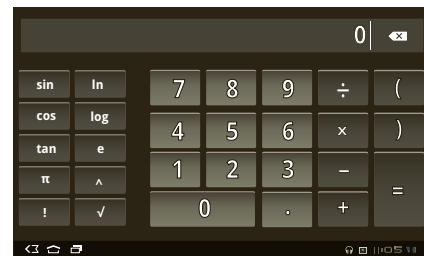 0
sin ln 7 8 9 ÷ (
cos log 4 5 6 x )
tan e 1 2 3 − =
π ^ 0 . +
! √